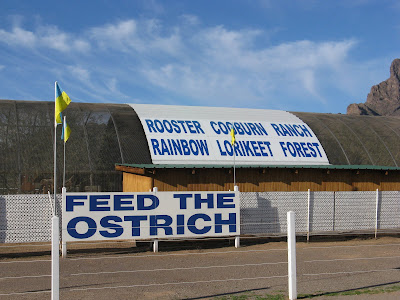 ROOSTER COGBURN RANCH
RAINBOW LORIKEET FOREST
FEED THE
OSTRICH